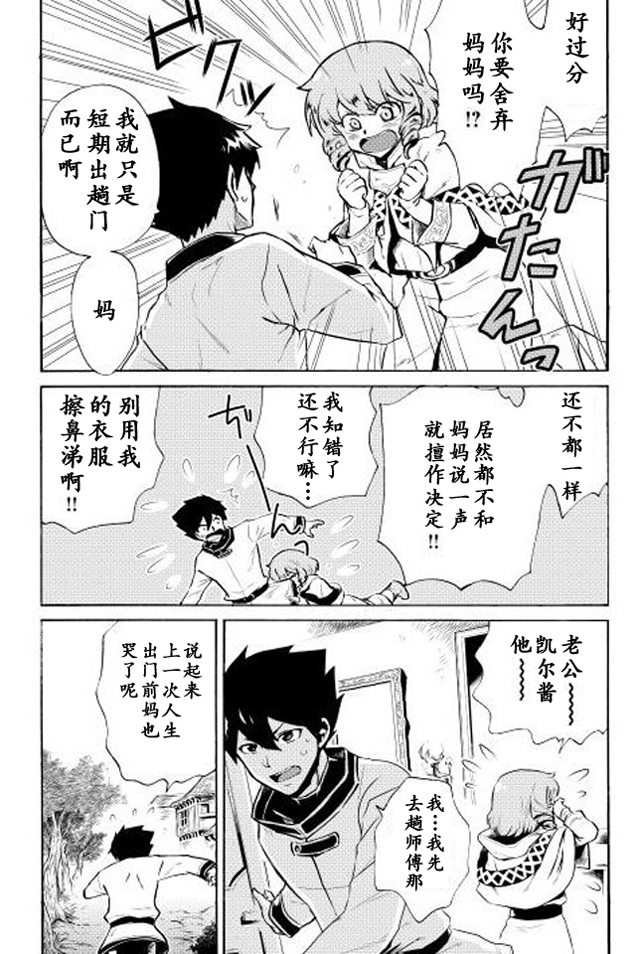 好过分
你要舍弃
妈妈吗!?
ガタンッ
我就只是
短期出趟门
而已啊
妈
还不都一样
居然都不和
妈妈说一声
就擅作决定!!
我知错了
还不行嘛…
别用我
的衣服
擦鼻涕啊
!!
老公~~
凯尔酱~~
他~~
我…我先
去趟师傅那
说起来
上一次人生
出门前妈也
哭了呢